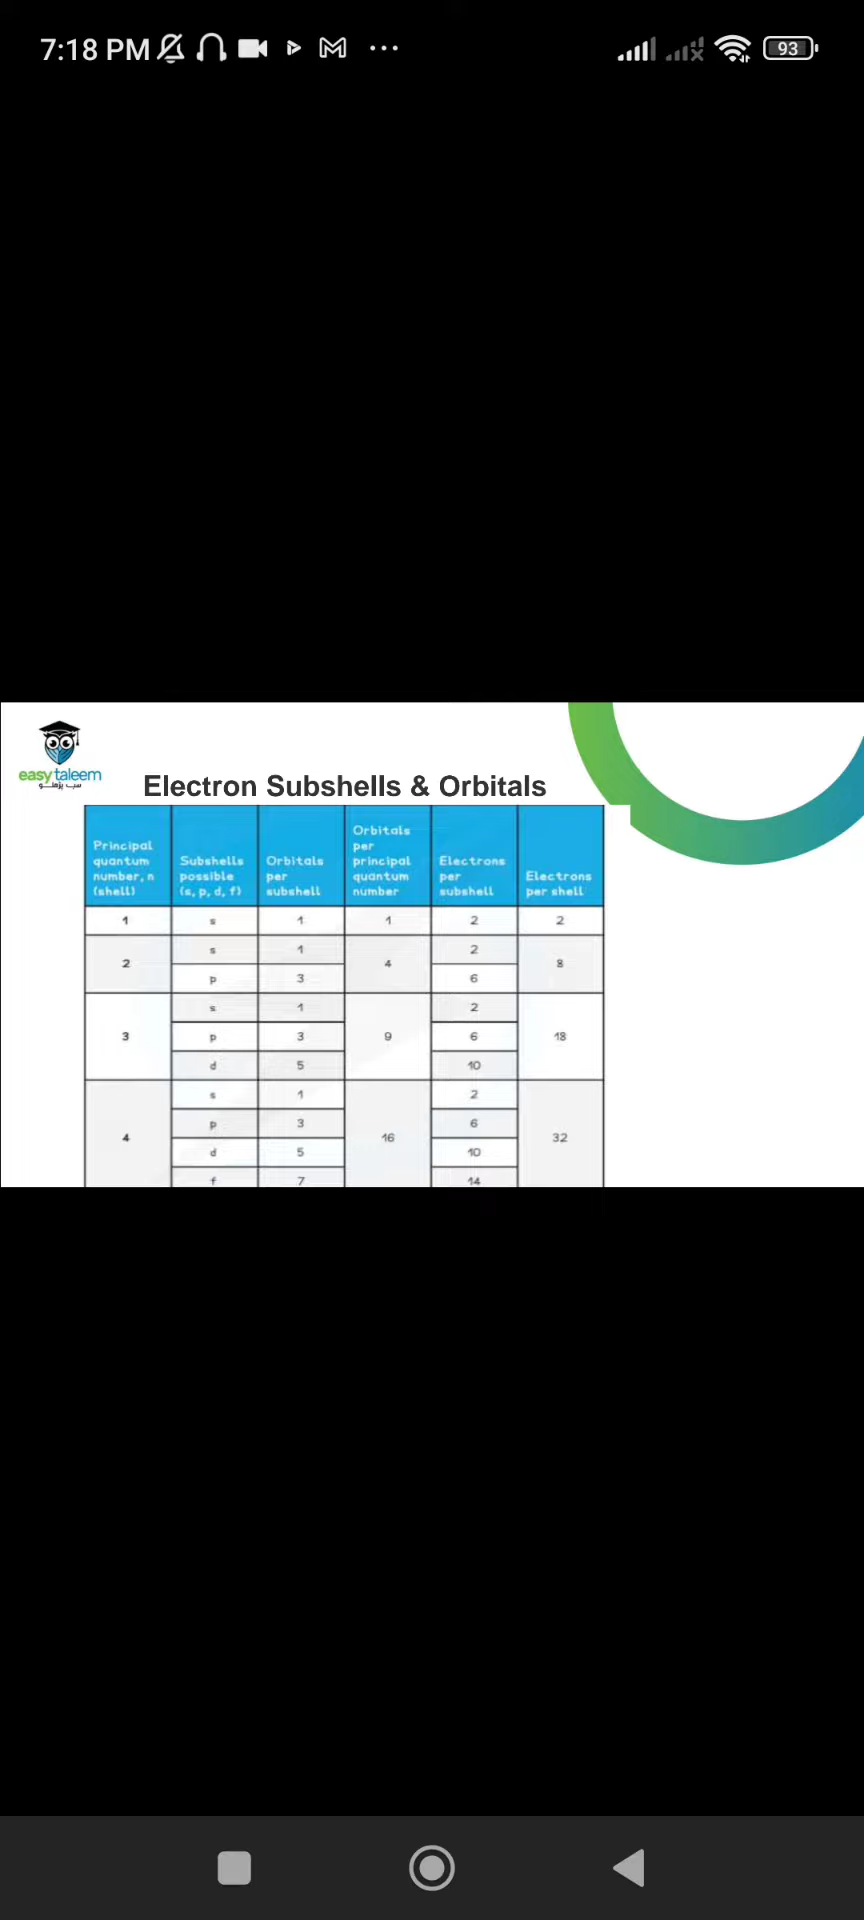 7:18 PM
93
easytaleem
سب پڑھلو
Electron Subshells & Orbitals
Principal quantum number, n (shell)
Subshells possible (s, p, d, f)
Orbitals per subshell
Orbitals per principal quantum number
Electrons per subshell
Electrons per shell
1 s 1 1 2 2
2 s 1 4 2 8
p 3 6
3 s 1 9 2 18
p 3 6
d 5 10
4 s 1 16 2 32
p 3 6
d 5 10
f 7 14